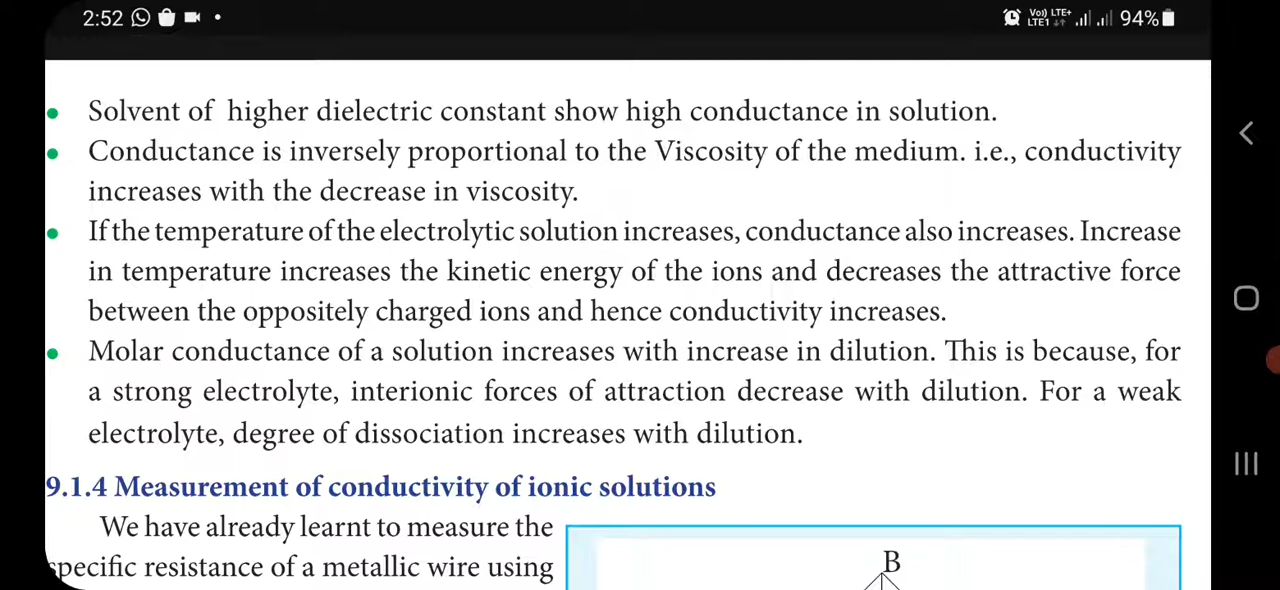 2:52
Vo)) LTE+
LTE1
94%
• Solvent of higher dielectric constant show high conductance in solution.
• Conductance is inversely proportional to the Viscosity of the medium. i.e., conductivity
increases with the decrease in viscosity.
• If the temperature of the electrolytic solution increases, conductance also increases. Increase
in temperature increases the kinetic energy of the ions and decreases the attractive force
between the oppositely charged ions and hence conductivity increases.
• Molar conductance of a solution increases with increase in dilution. This is because, for
a strong electrolyte, interionic forces of attraction decrease with dilution. For a weak
electrolyte, degree of dissociation increases with dilution.
9.1.4 Measurement of conductivity of ionic solutions
We have already learnt to measure the
specific resistance of a metallic wire using
B